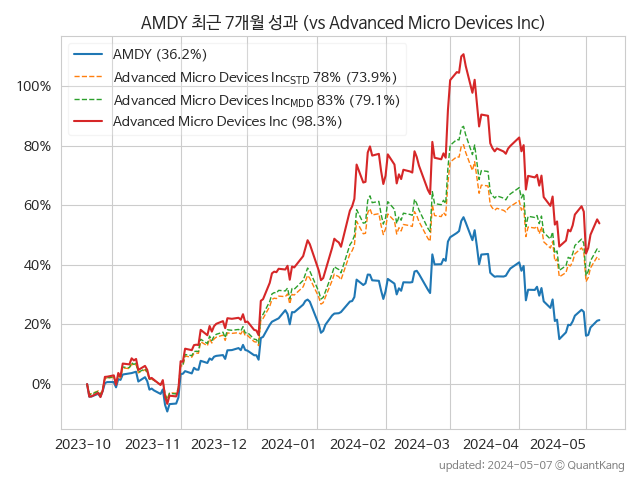 AMDY 최근 7개월 성과 (vs Advanced Micro Devices Inc)
AMDY (36.2%)
Advanced Micro Devices IncSTD 78% (73.9%)
Advanced Micro Devices IncMDD 83% (79.1%)
Advanced Micro Devices Inc (98.3%)
100%
80%
60%
40%
20%
0%
2023-10 2023-11 2023-12 2024-01 2024-02 2024-03 2024-04 2024-05
updated: 2024-05-07 © QuantKang